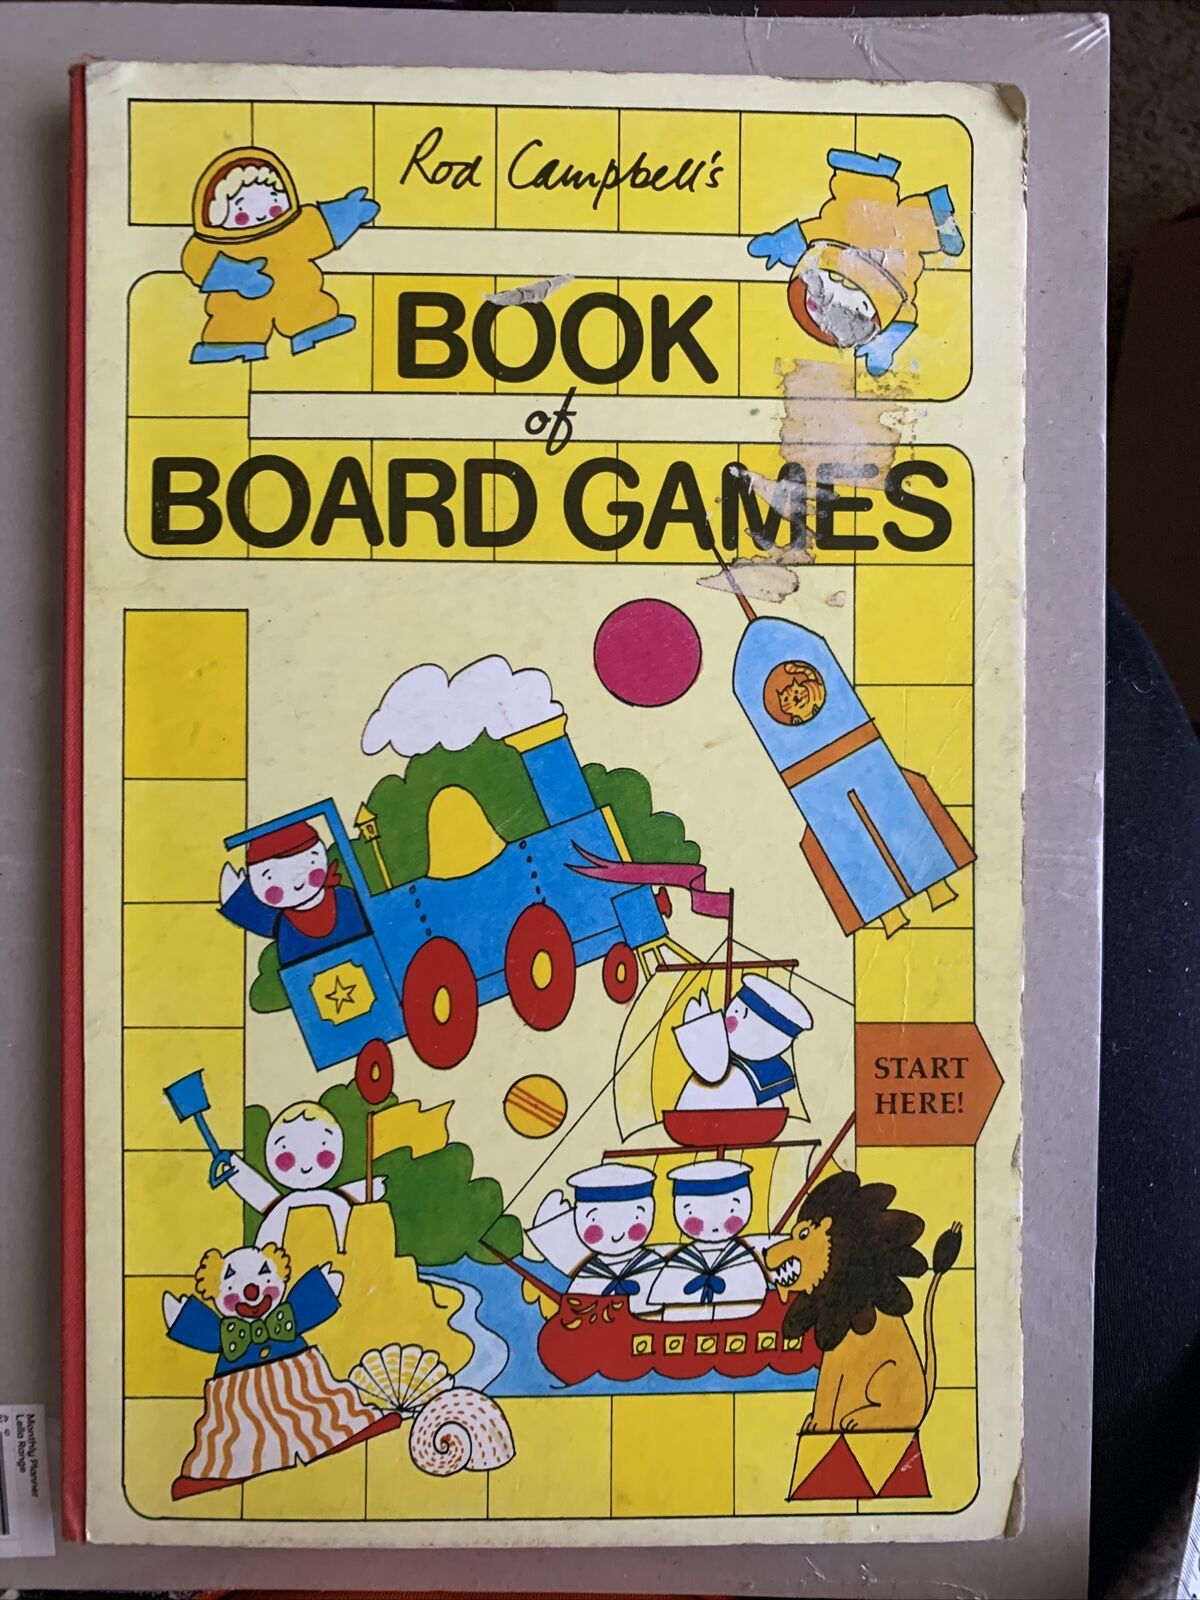 Rod Campbell's
BOOK
of
BOARD GAMES
START
HERE!
Monthly Planner
Leila Range